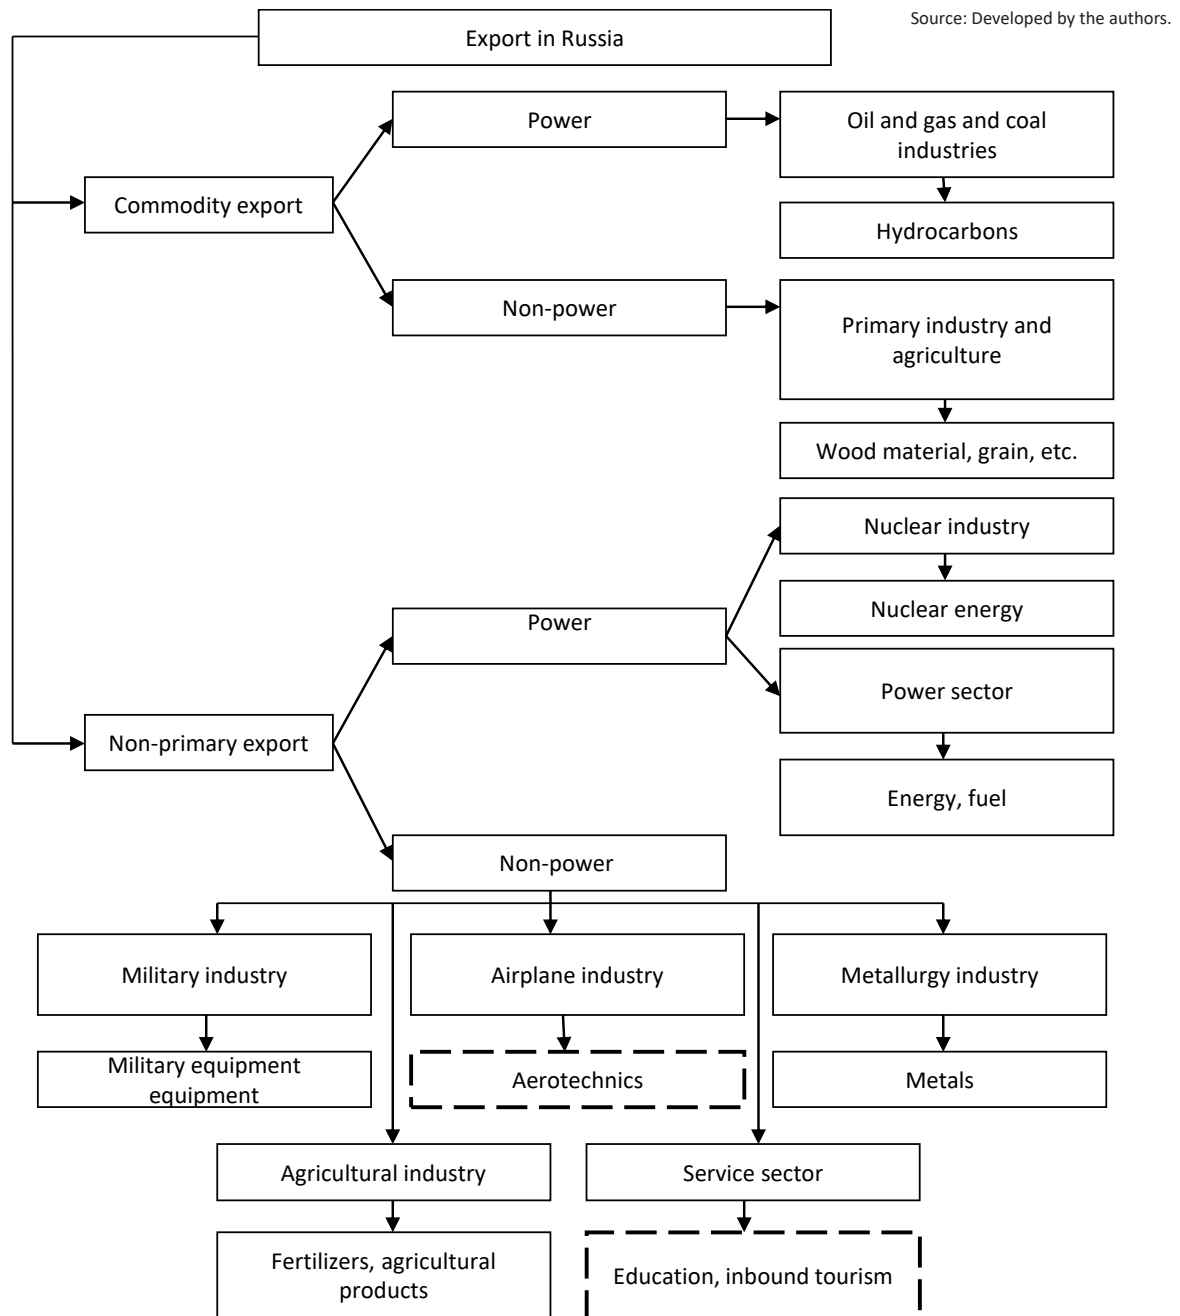 Source: Developed by the authors.
Export in Russia
Power
Oil and gas and coal
industries
Commodity export
Hydrocarbons
Non-power
Primary industry and
agriculture
Wood material, grain, etc.
Nuclear industry
Power
Nuclear energy
Power sector
Non-primary export
Energy, fuel
Non-power
Military industry
Airplane industry
Metallurgy industry
Military equipment
equipment
Aerotechnics
Metals
Agricultural industry
Service sector
Fertilizers, agricultural
products
Education, inbound tourism